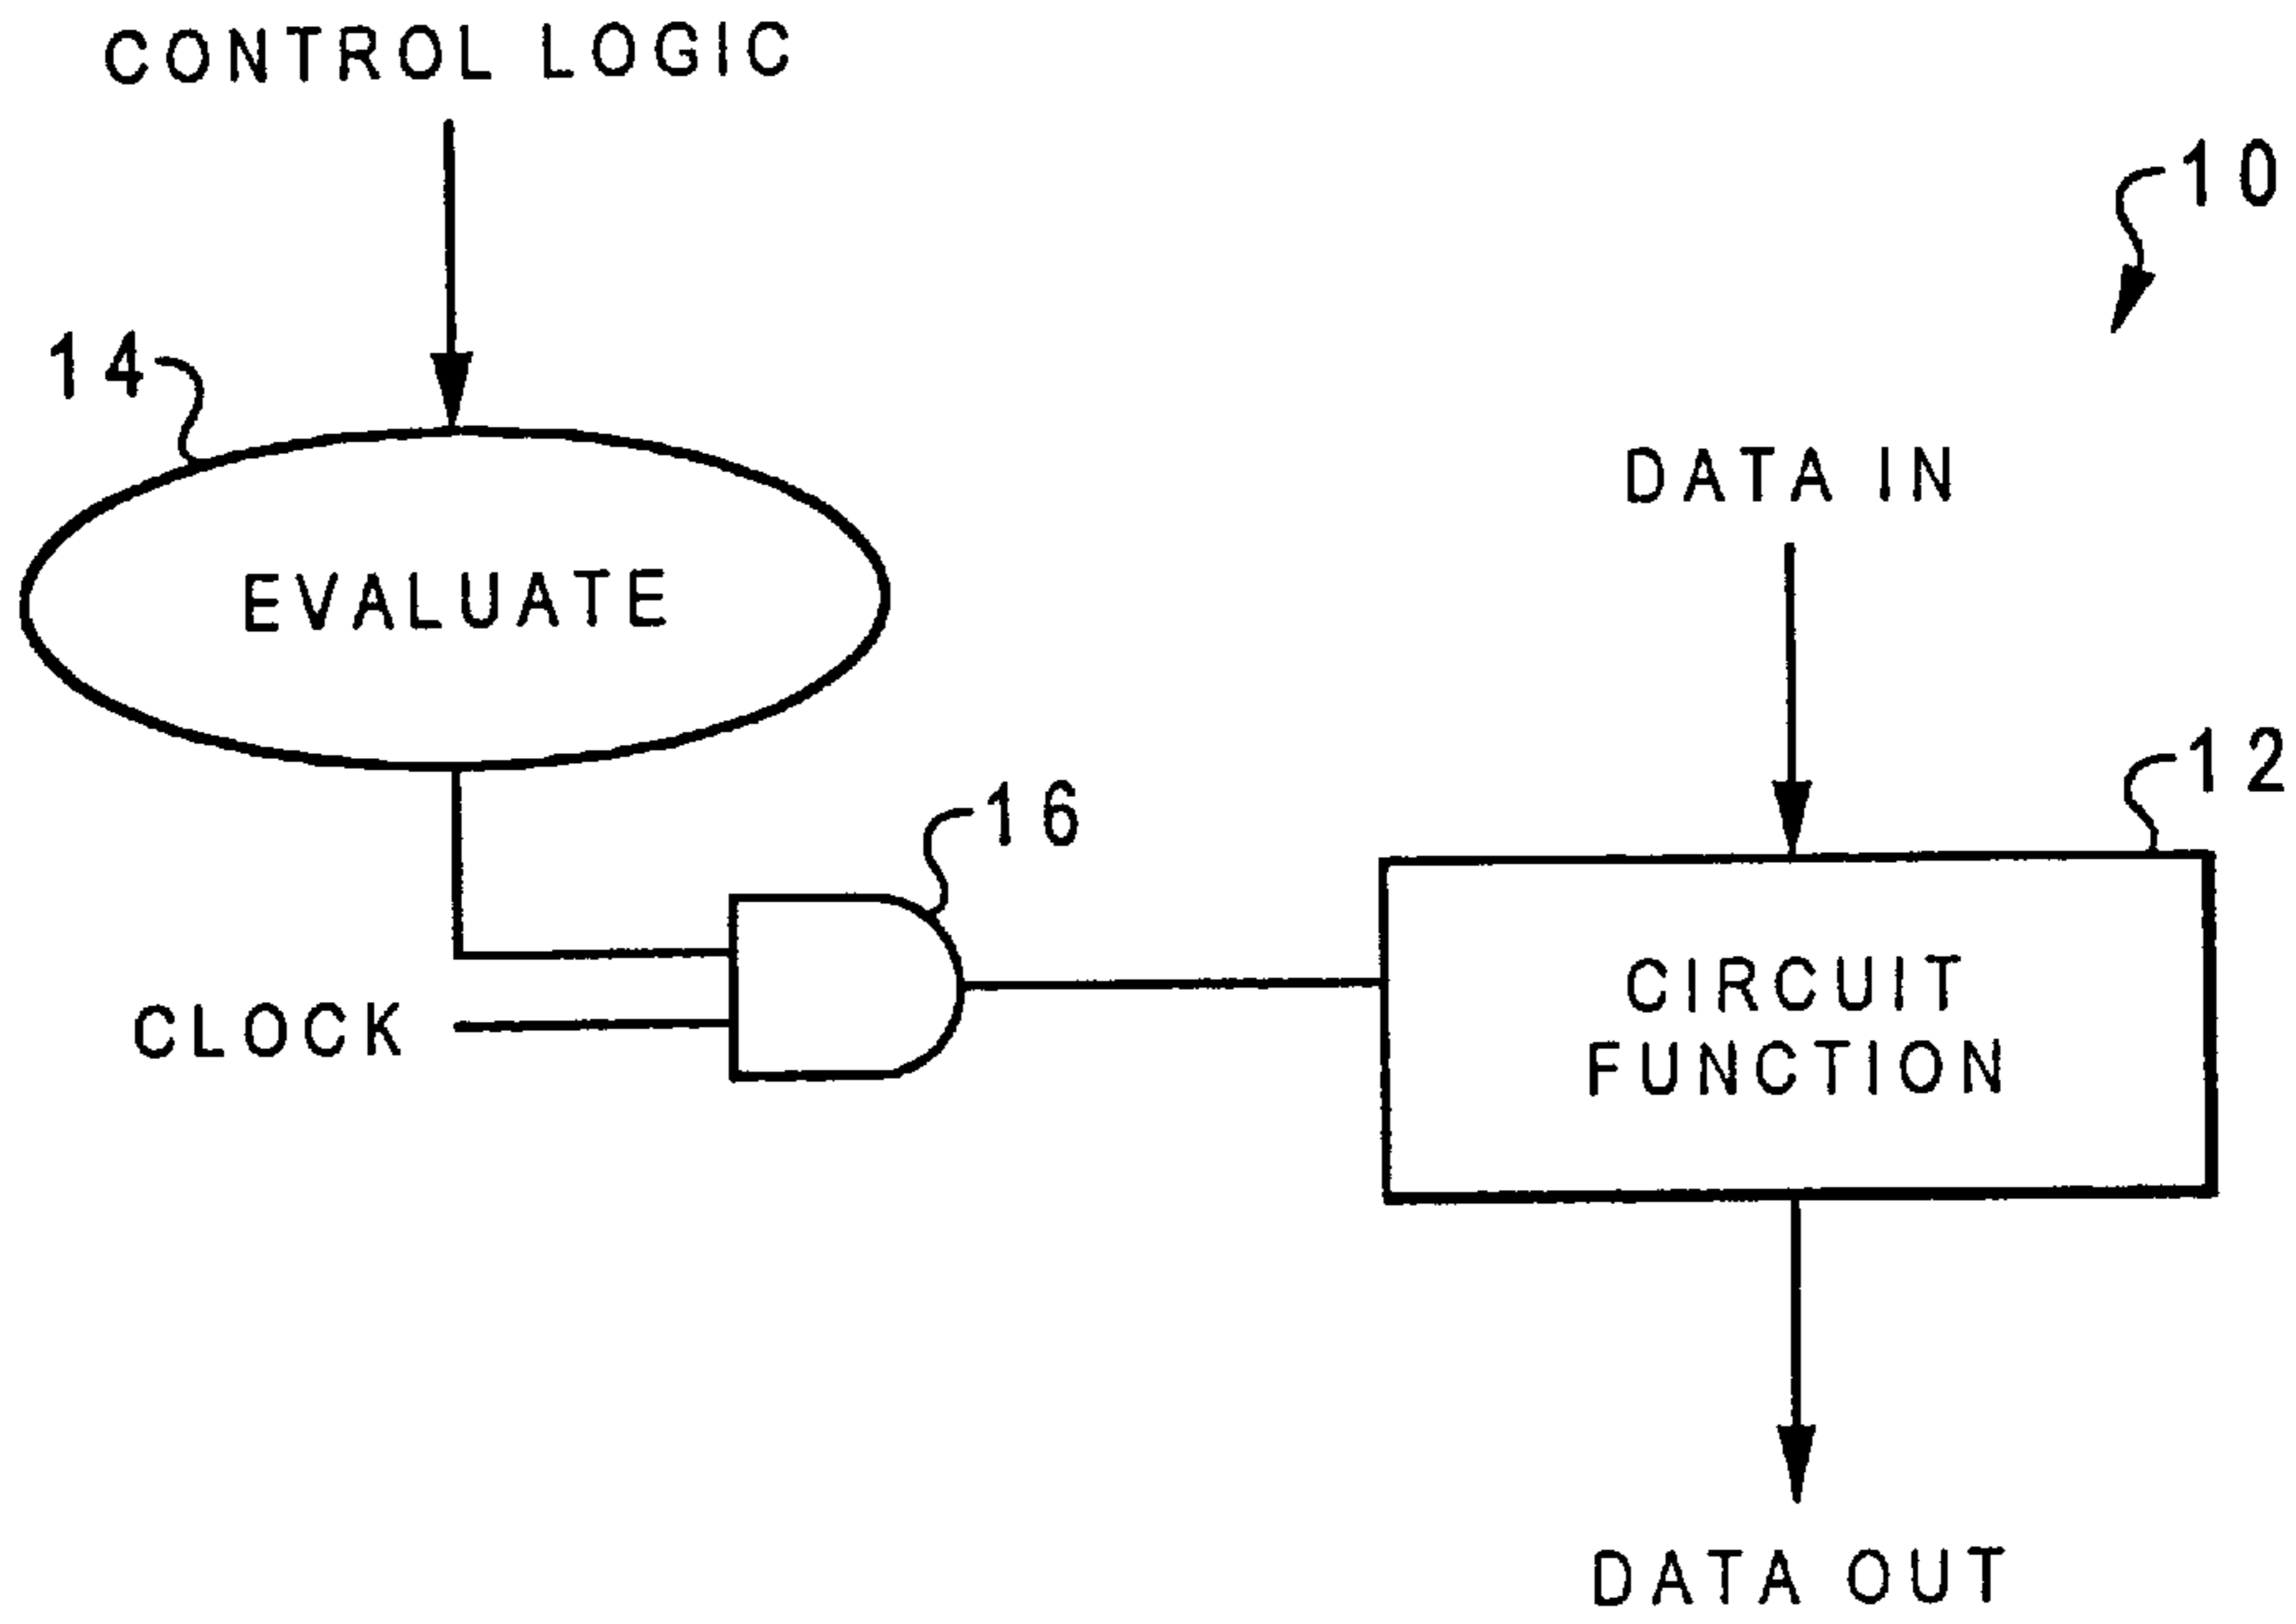 CONTROL LOGIC
10
14
DATA IN
EVALUATE
12
16
CIRCUIT
FUNCTION
CLOCK
DATA OUT